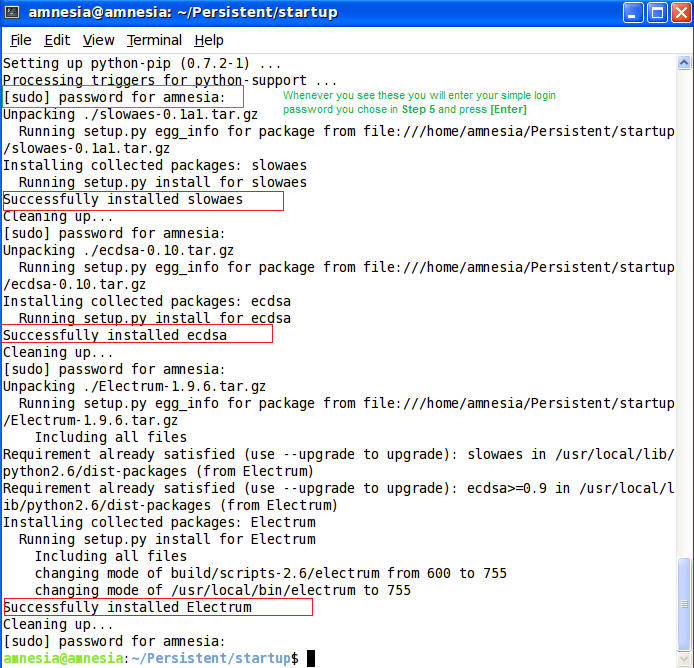 amnesia@amnesia: ~/Persistent/startup
File Edit View Terminal Help
Setting up python-pip (0.7.2-1) ...
Processing triggers for python-support ...
[sudo] password for amnesia:
Whenever you see these you will enter your simple login
password you chose in Step 5 and press [Enter]
Unpacking ./slowaes-0.1a1.tar.gz
  Running setup.py egg_info for package from file:///home/amnesia/Persistent/startup
/slowaes-0.1a1.tar.gz
Installing collected packages: slowaes
  Running setup.py install for slowaes
Successfully installed slowaes
Cleaning up...
[sudo] password for amnesia:
Unpacking ./ecdsa-0.10.tar.gz
  Running setup.py egg_info for package from file:///home/amnesia/Persistent/startup
/ecdsa-0.10.tar.gz
Installing collected packages: ecdsa
  Running setup.py install for ecdsa
Successfully installed ecdsa
Cleaning up...
[sudo] password for amnesia:
Unpacking ./Electrum-1.9.6.tar.gz
  Running setup.py egg_info for package from file:///home/amnesia/Persistent/startup
/Electrum-1.9.6.tar.gz
    Including all files
Requirement already satisfied (use --upgrade to upgrade): slowaes in /usr/local/lib/
python2.6/dist-packages (from Electrum)
Requirement already satisfied (use --upgrade to upgrade): ecdsa>=0.9 in /usr/local/l
ib/python2.6/dist-packages (from Electrum)
Installing collected packages: Electrum
  Running setup.py install for Electrum
    Including all files
    changing mode of build/scripts-2.6/electrum from 600 to 755
    changing mode of /usr/local/bin/electrum to 755
Successfully installed Electrum
Cleaning up...
[sudo] password for amnesia:
amnesia@amnesia:~/Persistent/startup$